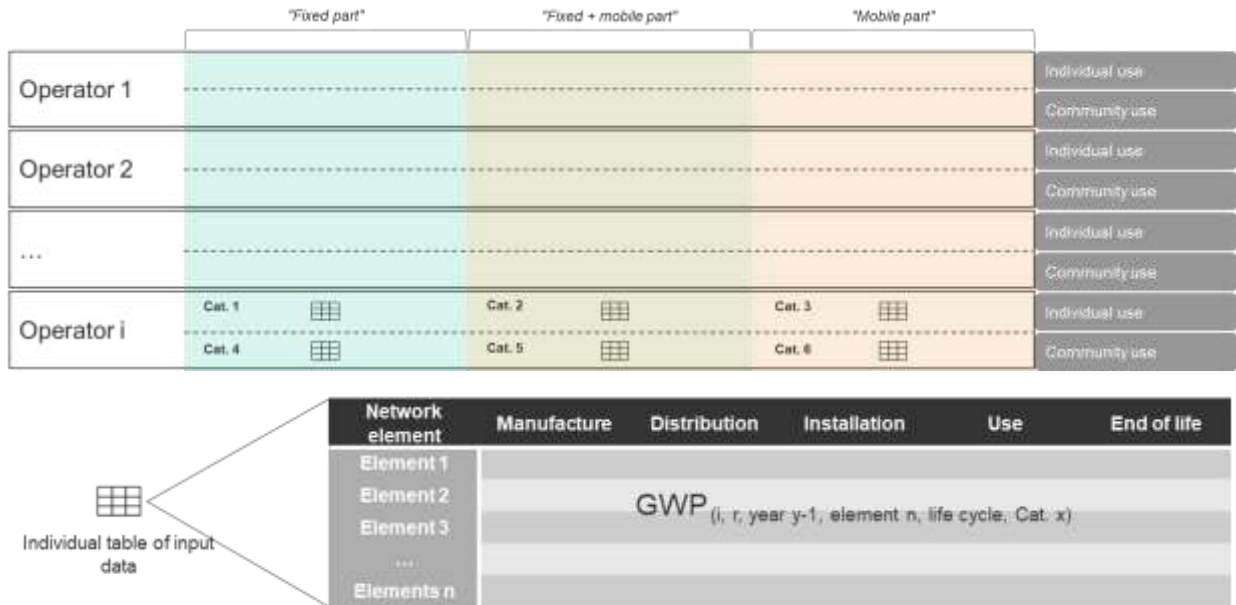 "Fixed part" "Fixed + mobile part" "Mobile part"
Operator 1
Individual use
Community use
Operator 2
Individual use
Community use
...
Individual use
Community use
Operator i
Cat. 1 Cat. 2 Cat. 3 Individual use
Cat. 4 Cat. 5 Cat. 6 Community use
Network element Manufacture Distribution Installation Use End of life
Element 1
Element 2
Element 3
...
Elements n
GWP (i, r, year y-1, element n, life cycle, Cat. x)
Individual table of input
data